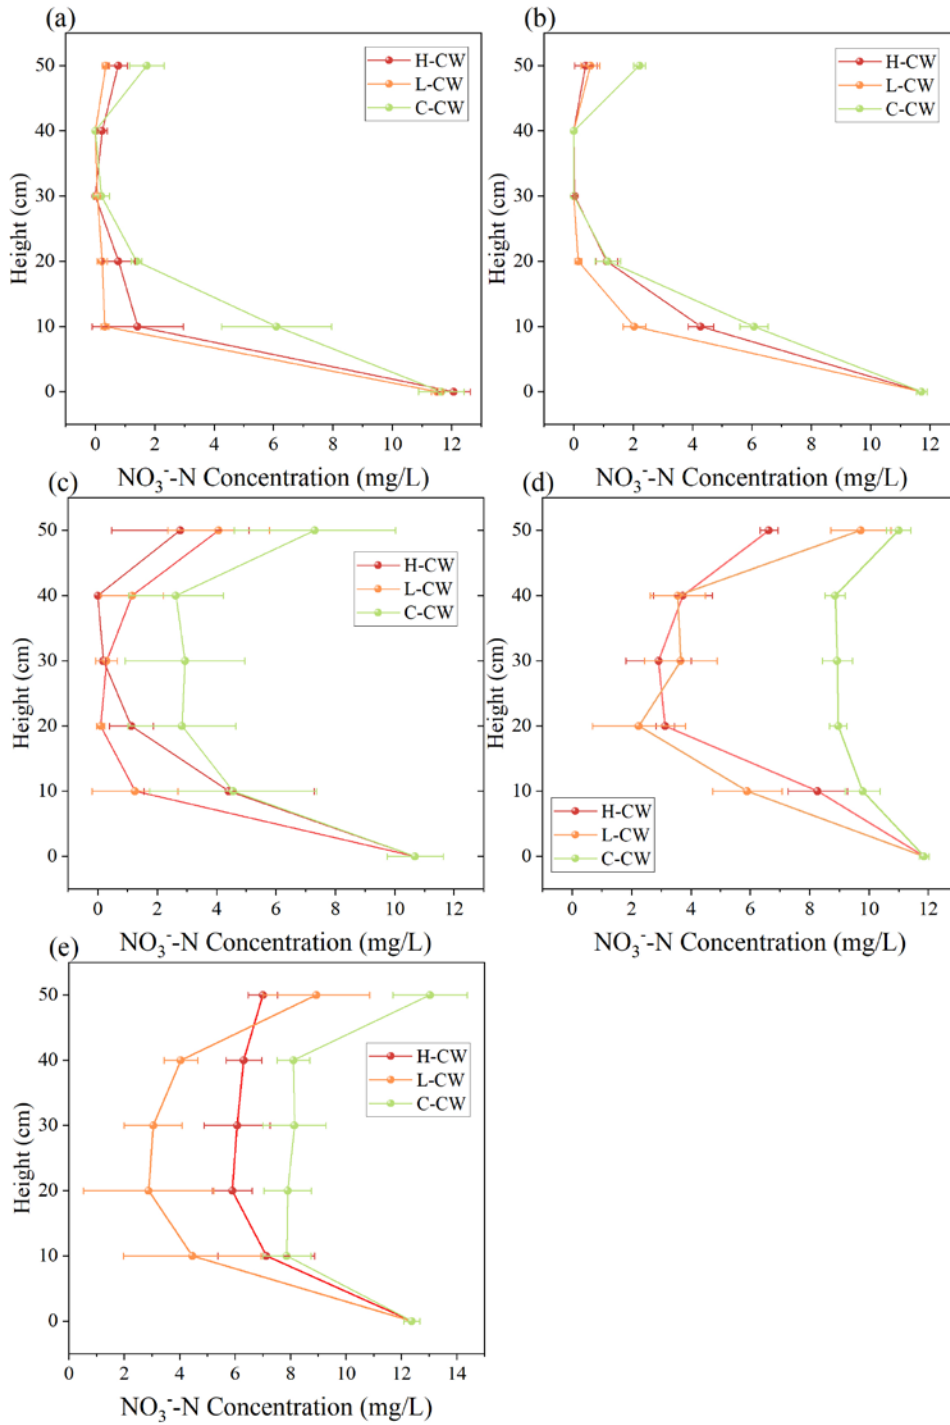 (a)
H-CW
L-CW
C-CW
50
40
30
20
10
0
Height (cm)
0 2 4 6 8 10 12
NO₃⁻-N Concentration (mg/L)
(b)
H-CW
L-CW
C-CW
50
40
30
20
10
0
Height (cm)
0 2 4 6 8 10 12
NO₃⁻-N Concentration (mg/L)
(c)
H-CW
L-CW
C-CW
50
40
30
20
10
0
Height (cm)
0 2 4 6 8 10 12
NO₃⁻-N Concentration (mg/L)
(d)
50
40
30
20
10
0
Height (cm)
H-CW
L-CW
C-CW
0 2 4 6 8 10 12
NO₃⁻-N Concentration (mg/L)
(e)
H-CW
L-CW
C-CW
50
40
30
20
10
0
Height (cm)
0 2 4 6 8 10 12 14
NO₃⁻-N Concentration (mg/L)